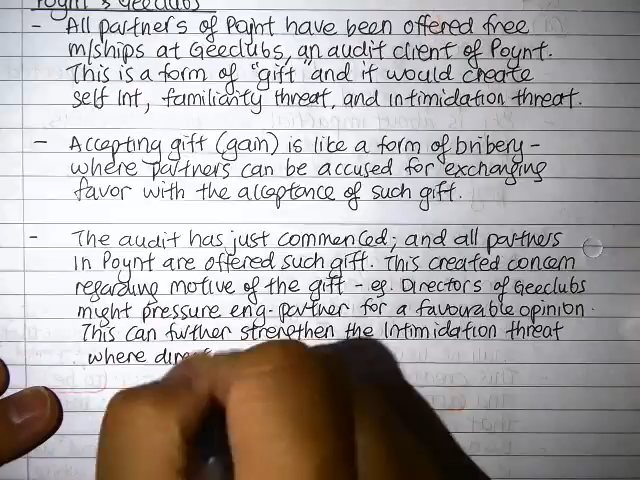 Poynt & Geeclubs
- All partners of Poynt have been offered free
m/ships at Geeclubs, an audit client of Poynt.
This is a form of "gift" and it would create
self Int, familiarity threat, and intimidation threat.
- Accepting gift (gain) is like a form of bribery -
where partners can be accused for exchanging
favor with the acceptance of such gift.
- The audit has just commenced; and all partners
in Poynt are offered such gift. This created concern
regarding motive of the gift - eg. Directors of Geeclubs
might pressure eng. partner for a favourable opinion.
This can further strengthen the Intimidation threat
where